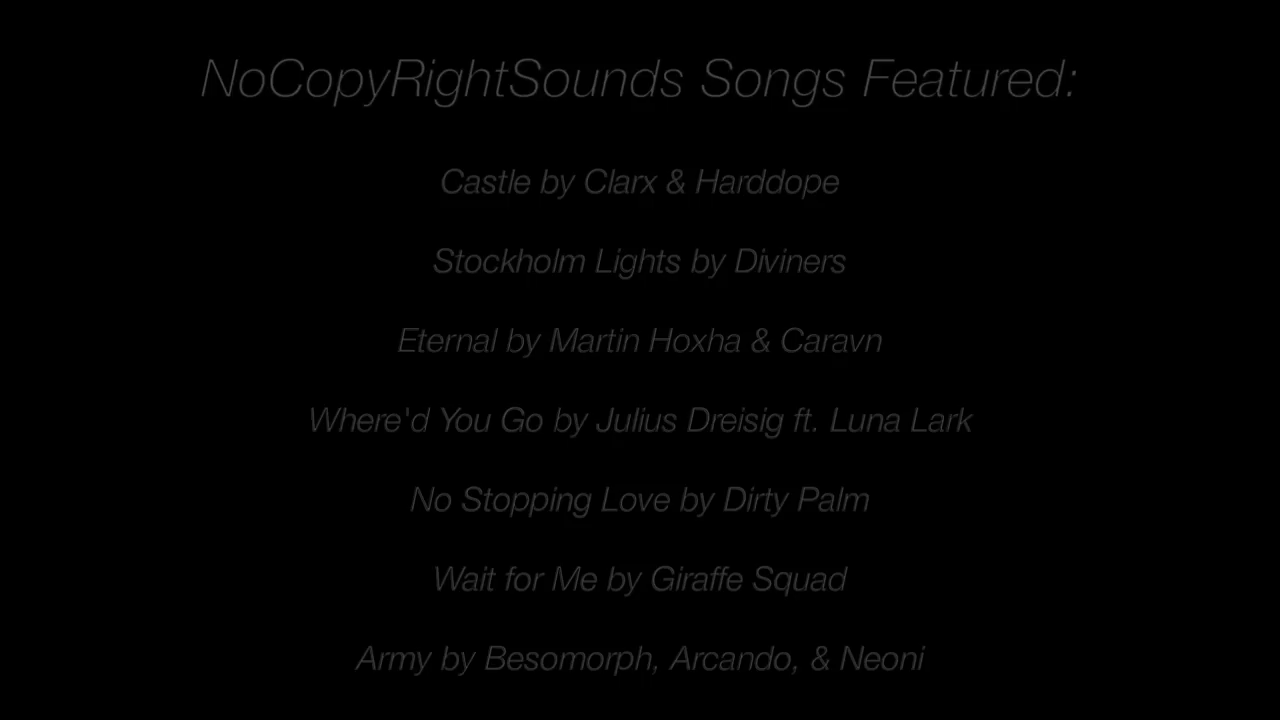 NoCopyRightSounds Songs Featured:
Castle by Clarx & Harddope
Stockholm Lights by Diviners
Eternal by Martin Hoxha & Caravn
Where'd You Go by Julius Dreisig ft. Luna Lark
No Stopping Love by Dirty Palm
Wait for Me by Giraffe Squad
Army by Besomorph, Arcando, & Neoni